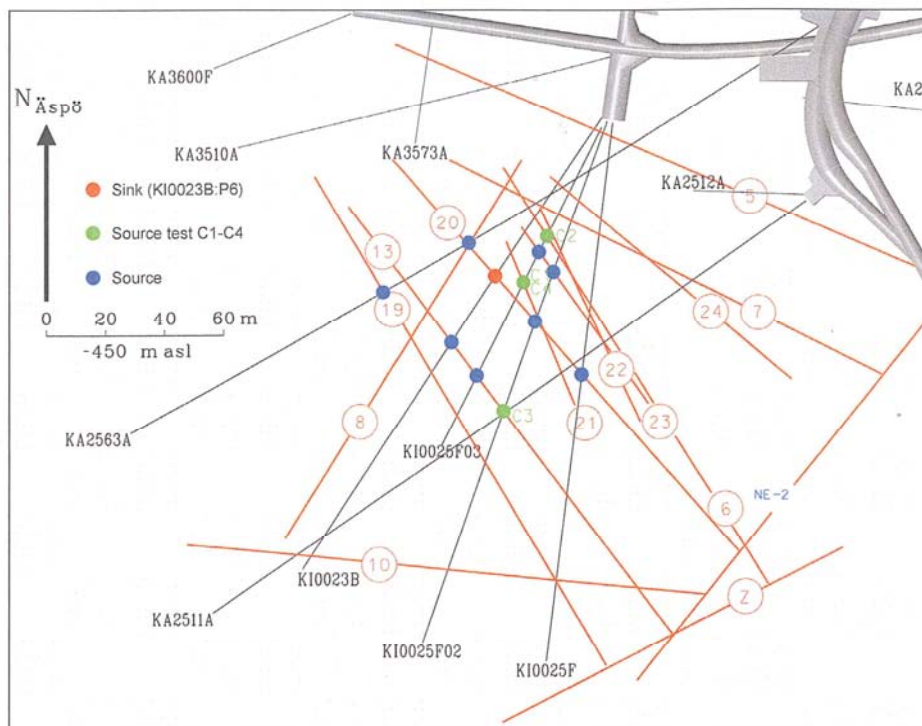 KA3600F
N Äspö
KA3510A
KA3573A
KA2
KA2512A
Sink (KI0023B:P6)
Source test C1-C4
Source
5
20
C2
13
C4
19
24
7
0 20 40 60 m
-450 m asl
22
8
C3
21
23
KA2563A
KI0025F03
NE-2
6
10
KI0023B
Z
KA2511A
KI0025F02
KI0025F